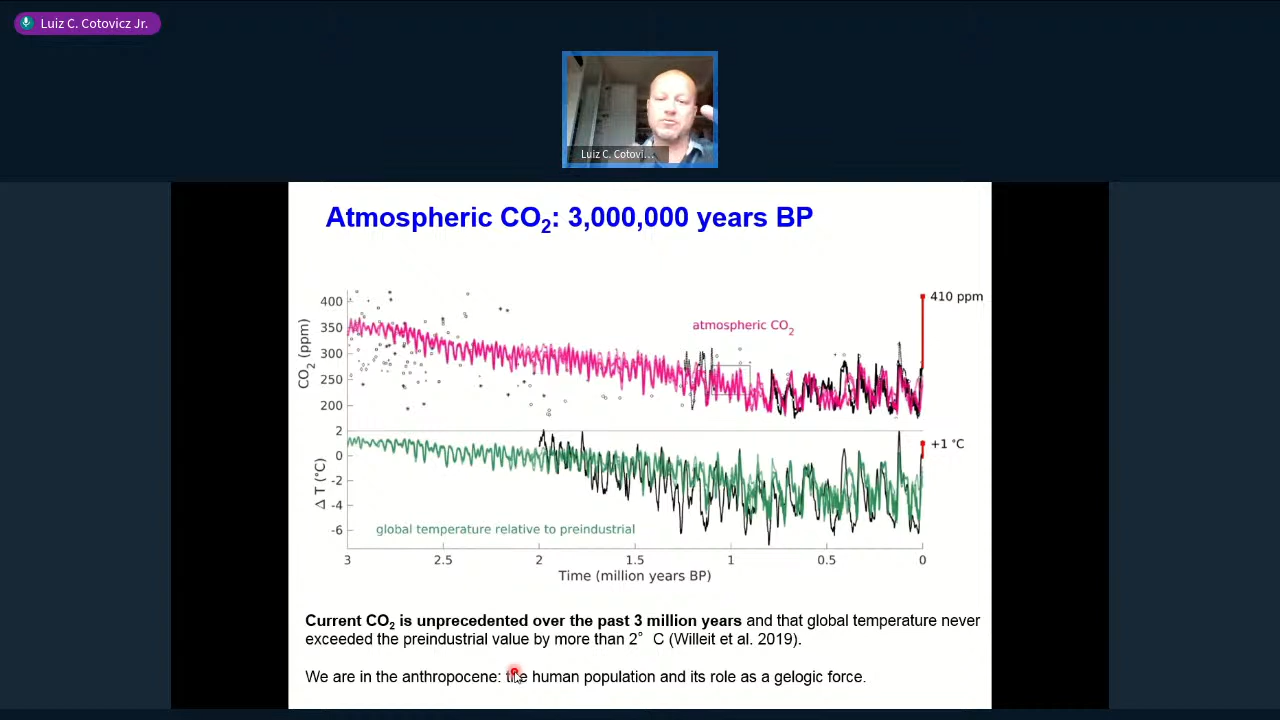 Luiz C. Cotovicz Jr.
Luiz C. Cotovi...
Atmospheric CO2: 3,000,000 years BP
400
350
300
250
200
CO2 (ppm)
atmospheric CO2
410 ppm
2
0
-2
-4
-6
Δ T (°C)
+1 °C
global temperature relative to preindustrial
3 2.5 2 1.5 1 0.5 0
Time (million years BP)
Current CO2 is unprecedented over the past 3 million years and that global temperature never
exceeded the preindustrial value by more than 2° C (Willeit et al. 2019).
We are in the anthropocene: the human population and its role as a gelogic force.